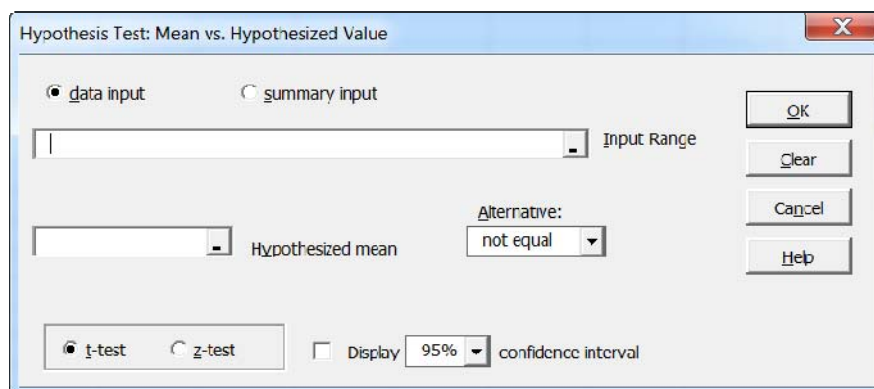 Hypothesis Test: Mean vs. Hypothesized Value
X
data input
summary input
OK
Input Range
Clear
Alternative:
Cancel
not equal
Hypothesized mean
Help
t-test
z-test
Display 95% confidence interval